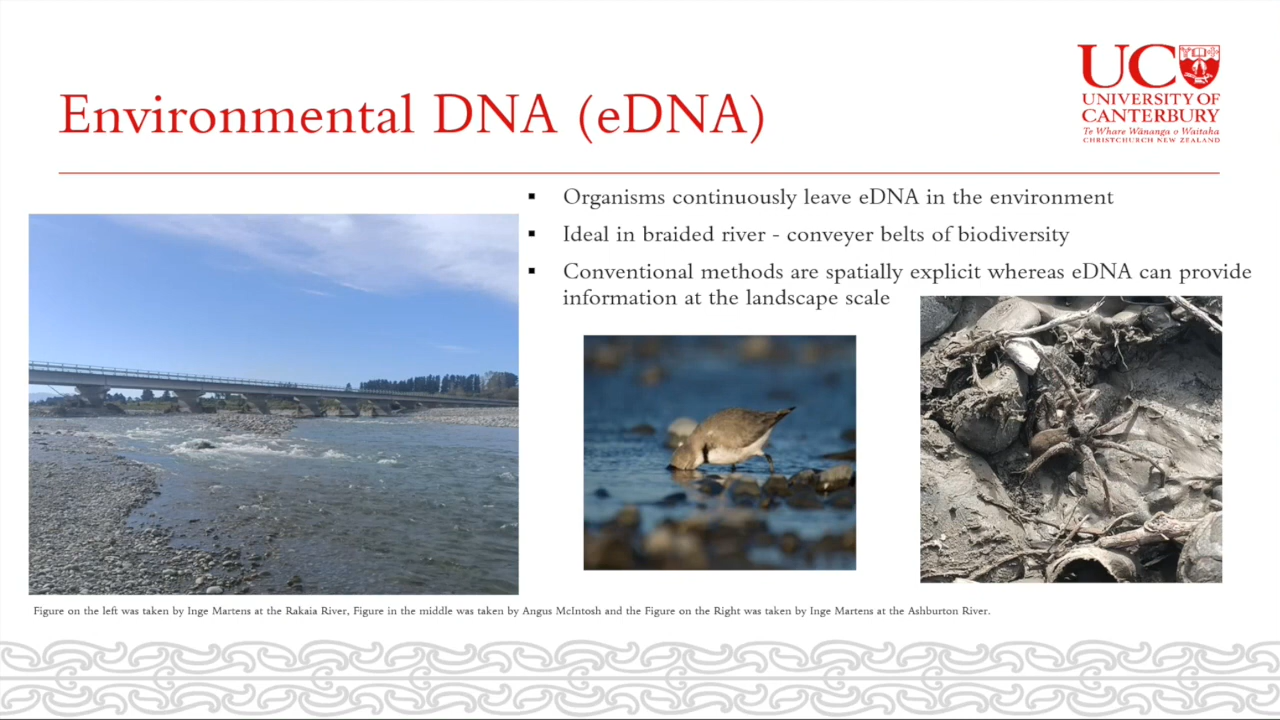 UC
UNIVERSITY OF
CANTERBURY
Te Whare Wānanga o Waitaha
CHRISTCHURCH NEW ZEALAND
Environmental DNA (eDNA)
▪ Organisms continuously leave eDNA in the environment
▪ Ideal in braided river - conveyer belts of biodiversity
▪ Conventional methods are spatially explicit whereas eDNA can provide
information at the landscape scale
Figure on the left was taken by Inge Martens at the Rakaia River, Figure in the middle was taken by Angus McIntosh and the Figure on the Right was taken by Inge Martens at the Ashburton River.